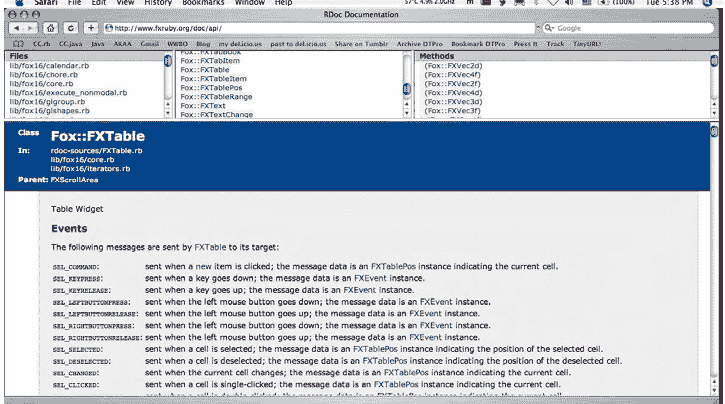 Safari File Edit View History Bookmarks Window Help 57°C 4.9% 2.0GHz (100%) Tue 5:38 PM
RDoc Documentation
http://www.fxruby.org/doc/api/ Google
CC.rb CC.java Java AKAA Gmail WWBO Blog my del.icio.us post to del.icio.us Share on Tumblr Archive DTPro Bookmark DTPro Press It Track TinyURL!
Files
lib/fox16/calendar.rb
lib/fox16/chore.rb
lib/fox16/core.rb
lib/fox16/execute_nonmodal.rb
lib/fox16/glgroup.rb
lib/fox16/glshapes.rb
Fox::FXTabBook
Fox::FXTabItem
Fox::FXTable
Fox::FXTableItem
Fox::FXTablePos
Fox::FXTableRange
Fox::FXText
Fox::FXTextChange
Methods
(Fox::FXVec2d)
(Fox::FXVec4f)
(Fox::FXVec2f)
(Fox::FXVec4d)
(Fox::FXVec3d)
(Fox::FXVec3f)
Class Fox::FXTable
In: rdoc-sources/FXTable.rb
lib/fox16/core.rb
lib/fox16/iterators.rb
Parent: FXScrollArea
Table Widget
Events
The following messages are sent by FXTable to its target:
SEL_COMMAND: sent when a new item is clicked; the message data is an FXTablePos instance indicating the current cell.
SEL_KEYPRESS: sent when a key goes down; the message data is an FXEvent instance.
SEL_KEYRELEASE: sent when a key goes up; the message data is an FXEvent instance.
SEL_LEFTBUTTONPRESS: sent when the left mouse button goes down; the message data is an FXEvent instance.
SEL_LEFTBUTTONRELEASE: sent when the left mouse button goes up; the message data is an FXEvent instance.
SEL_RIGHTBUTTONPRESS: sent when the right mouse button goes down; the message data is an FXEvent instance.
SEL_RIGHTBUTTONRELEASE: sent when the right mouse button goes up; the message data is an FXEvent instance.
SEL_SELECTED: sent when a cell is selected; the message data is an FXTablePos instance indicating the position of the selected cell.
SEL_DESELECTED: sent when a cell is deselected; the message data is an FXTablePos instance indicating the position of the deselected cell.
SEL_CHANGED: sent when the current cell changes; the message data is an FXTablePos instance indicating the current cell.
SEL_CLICKED: sent when a cell is single-clicked; the message data is an FXTablePos instance indicating the current cell.